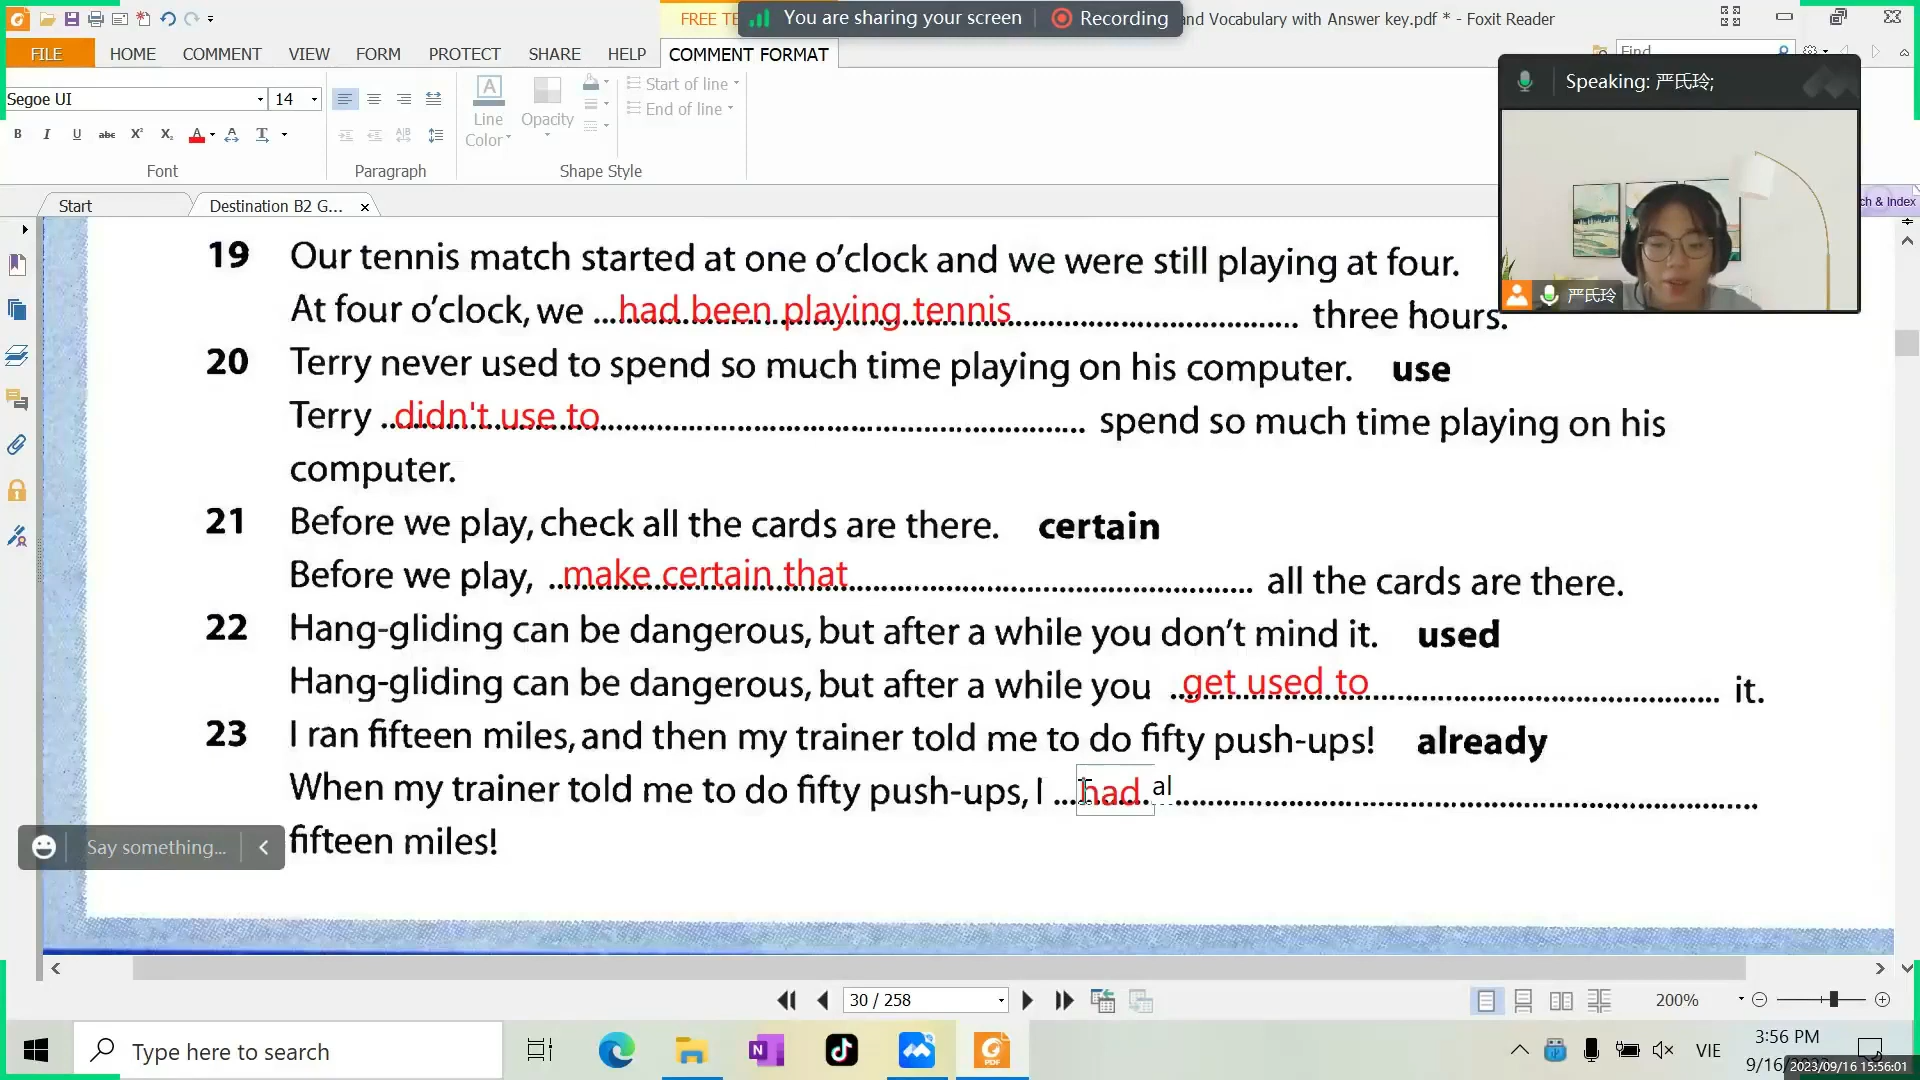 FREE TE
You are sharing your screen
Recording
nd Vocabulary with Answer key.pdf * - Foxit Reader
FILE HOME COMMENT VIEW FORM PROTECT SHARE HELP COMMENT FORMAT
Find
Segoe UI 14
Line Color
Opacity
Start of line
End of line
Font Paragraph Shape Style
Speaking: 严氏玲;
严氏玲
Start
Destination B2 G...
ch & Index
19 Our tennis match started at one o’clock and we were still playing at four.
At four o’clock, we ... had been playing tennis ... three hours.
20 Terry never used to spend so much time playing on his computer. use
Terry ... didn't use to ... spend so much time playing on his
computer.
21 Before we play, check all the cards are there. certain
Before we play, ... make certain that ... all the cards are there.
22 Hang-gliding can be dangerous, but after a while you don’t mind it. used
Hang-gliding can be dangerous, but after a while you ... get used to ... it.
23 I ran fifteen miles, and then my trainer told me to do fifty push-ups! already
When my trainer told me to do fifty push-ups, I ... had al ...
fifteen miles!
Say something...
30 / 258
200%
Type here to search
VIE
3:56 PM
2023/09/16 15:56:01